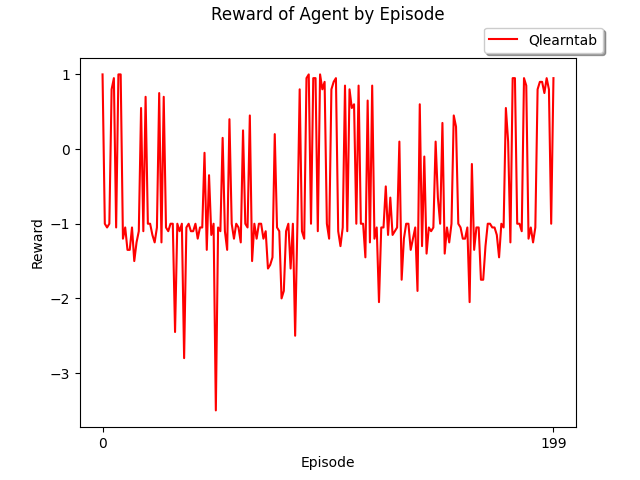 Reward of Agent by Episode
Qlearntab
1
0
−1
−2
−3
Reward
0
199
Episode